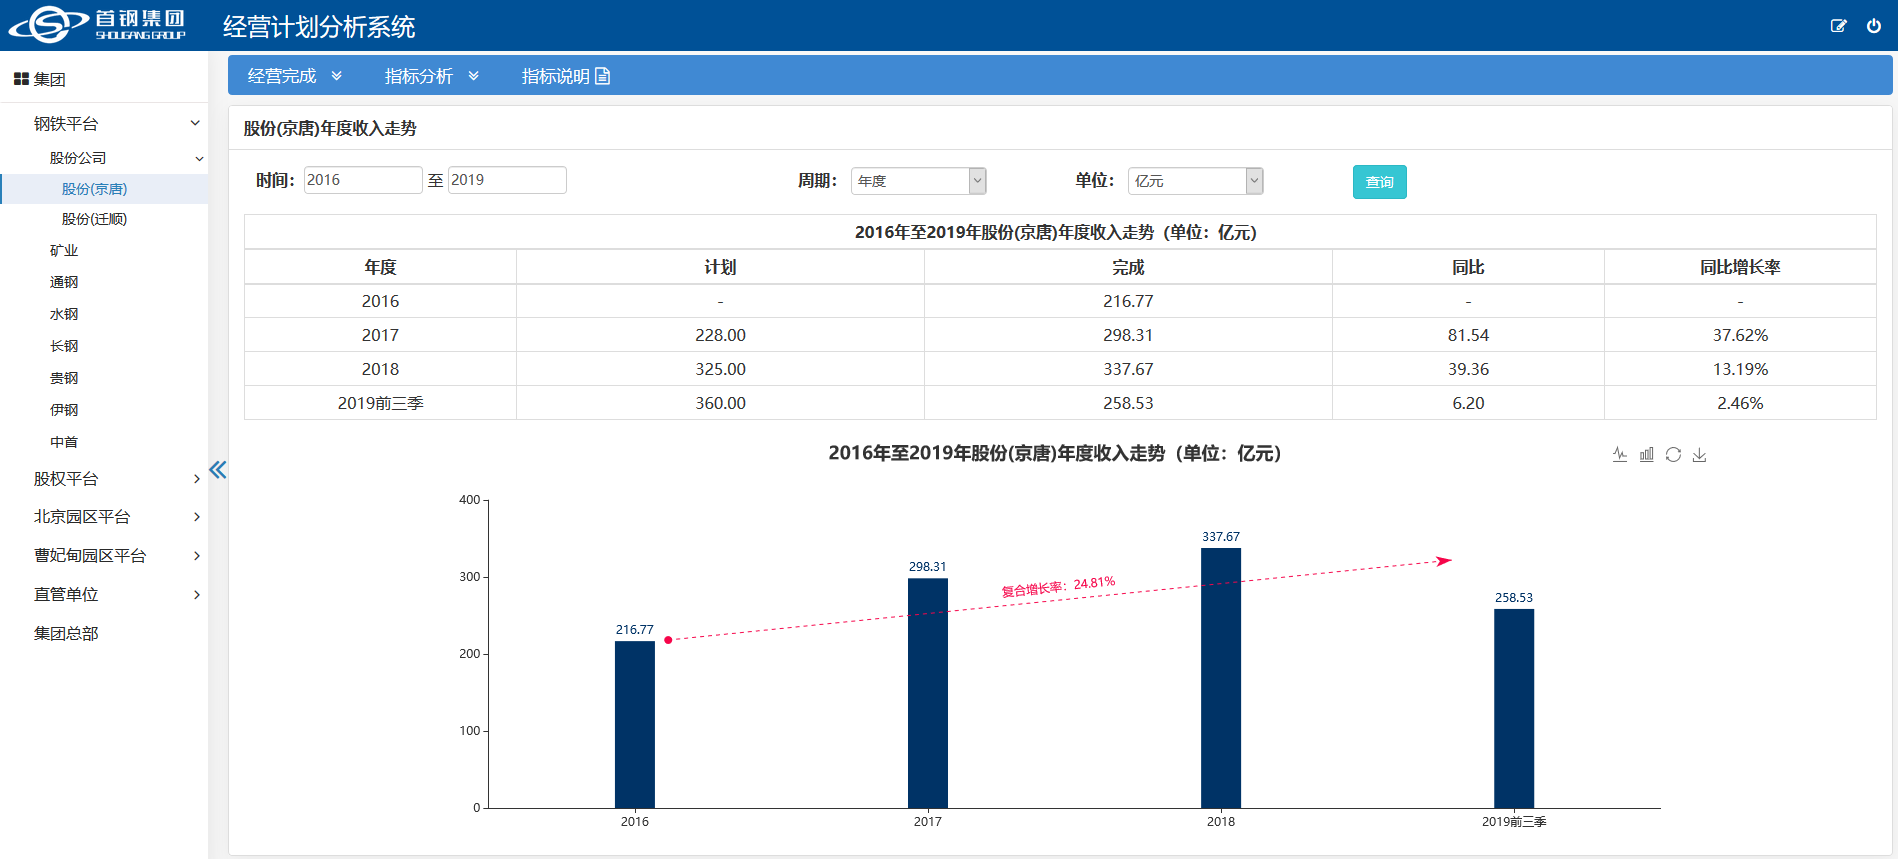 首钢集团
SHOUGANG GROUP
经营计划分析系统
集团
钢铁平台
股份公司
股份(京唐)
股份(迁顺)
矿业
通钢
水钢
长钢
贵钢
伊钢
中首
股权平台
北京园区平台
曹妃甸园区平台
直管单位
集团总部
经营完成 指标分析 指标说明
股份(京唐)年度收入走势
时间： 2016 至 2019 周期： 年度 单位： 亿元 查询
2016年至2019年股份(京唐)年度收入走势（单位：亿元）
年度 计划 完成 同比 同比增长率
2016 - 216.77 - -
2017 228.00 298.31 81.54 37.62%
2018 325.00 337.67 39.36 13.19%
2019前三季 360.00 258.53 6.20 2.46%
2016年至2019年股份(京唐)年度收入走势（单位：亿元）
400
300
200
100
0
216.77
298.31
337.67
258.53
复合增长率：24.81%
2016 2017 2018 2019前三季